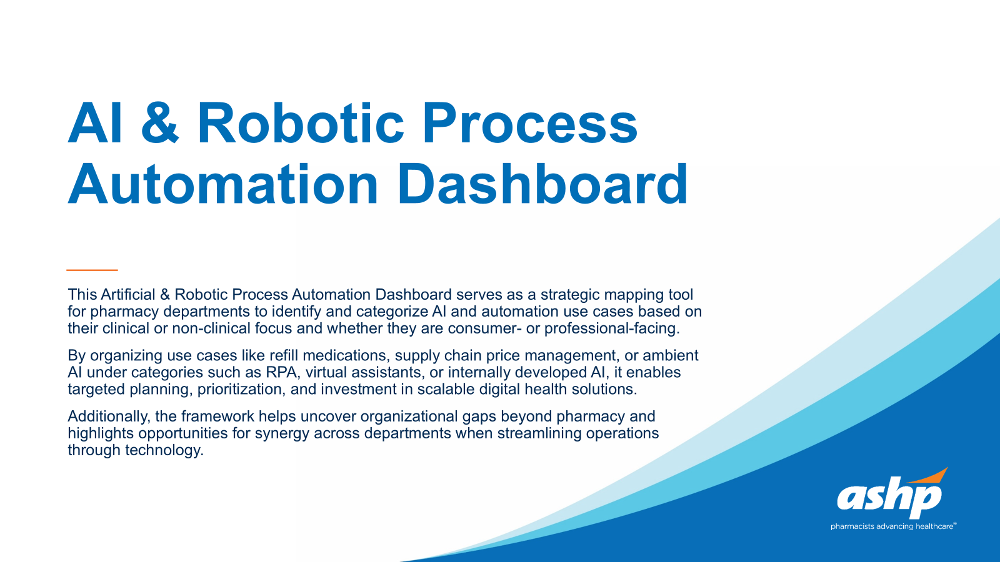 AI & Robotic Process
Automation Dashboard
This Artificial & Robotic Process Automation Dashboard serves as a strategic mapping tool
for pharmacy departments to identify and categorize AI and automation use cases based on
their clinical or non-clinical focus and whether they are consumer- or professional-facing.
By organizing use cases like refill medications, supply chain price management, or ambient
AI under categories such as RPA, virtual assistants, or internally developed AI, it enables
targeted planning, prioritization, and investment in scalable digital health solutions.
Additionally, the framework helps uncover organizational gaps beyond pharmacy and
highlights opportunities for synergy across departments when streamlining operations
through technology.
ashp
pharmacists advancing healthcare®